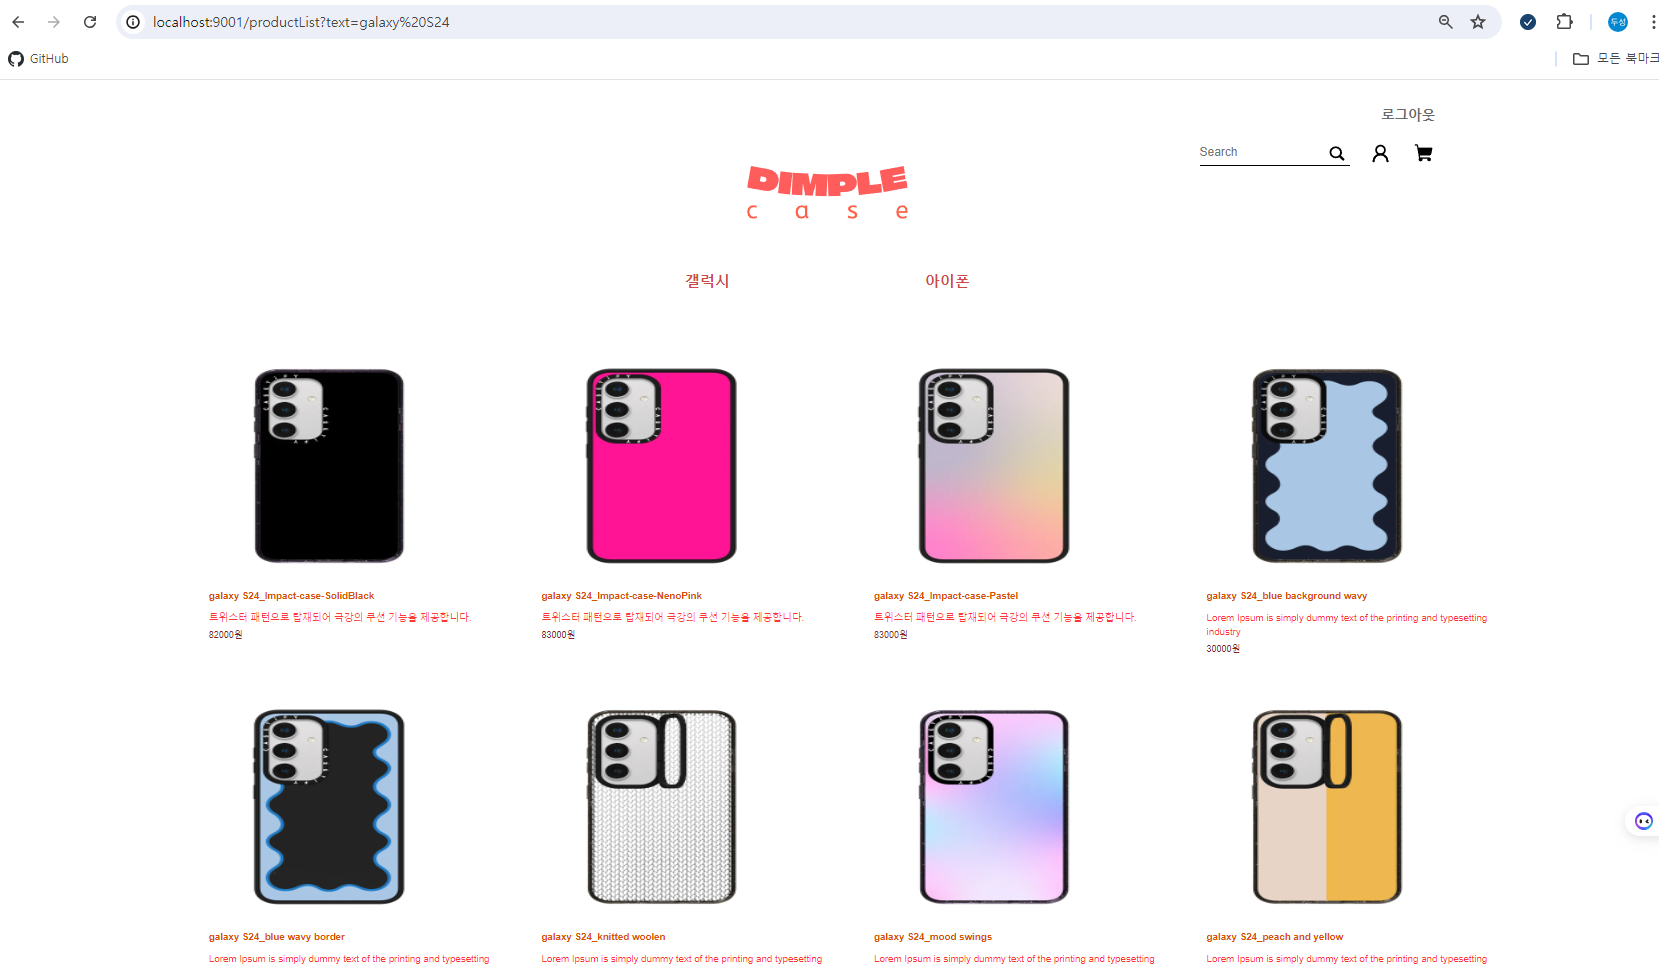 localhost:9001/productList?text=galaxy%20S24
두성
GitHub
모든 북마크
로그아웃
Search
DIMPLE
case
갤럭시 아이폰
galaxy S24_Impact-case-SolidBlack
트위스터 패턴으로 탑재되어 극강의 쿠션 기능을 제공합니다.
82000원
galaxy S24_Impact-case-NenoPink
트위스터 패턴으로 탑재되어 극강의 쿠션 기능을 제공합니다.
83000원
galaxy S24_Impact-case-Pastel
트위스터 패턴으로 탑재되어 극강의 쿠션 기능을 제공합니다.
83000원
galaxy S24_blue background wavy
Lorem Ipsum is simply dummy text of the printing and typesetting
industry
30000원
galaxy S24_blue wavy border
Lorem Ipsum is simply dummy text of the printing and typesetting
galaxy S24_knitted woolen
Lorem Ipsum is simply dummy text of the printing and typesetting
galaxy S24_mood swings
Lorem Ipsum is simply dummy text of the printing and typesetting
galaxy S24_peach and yellow
Lorem Ipsum is simply dummy text of the printing and typesetting